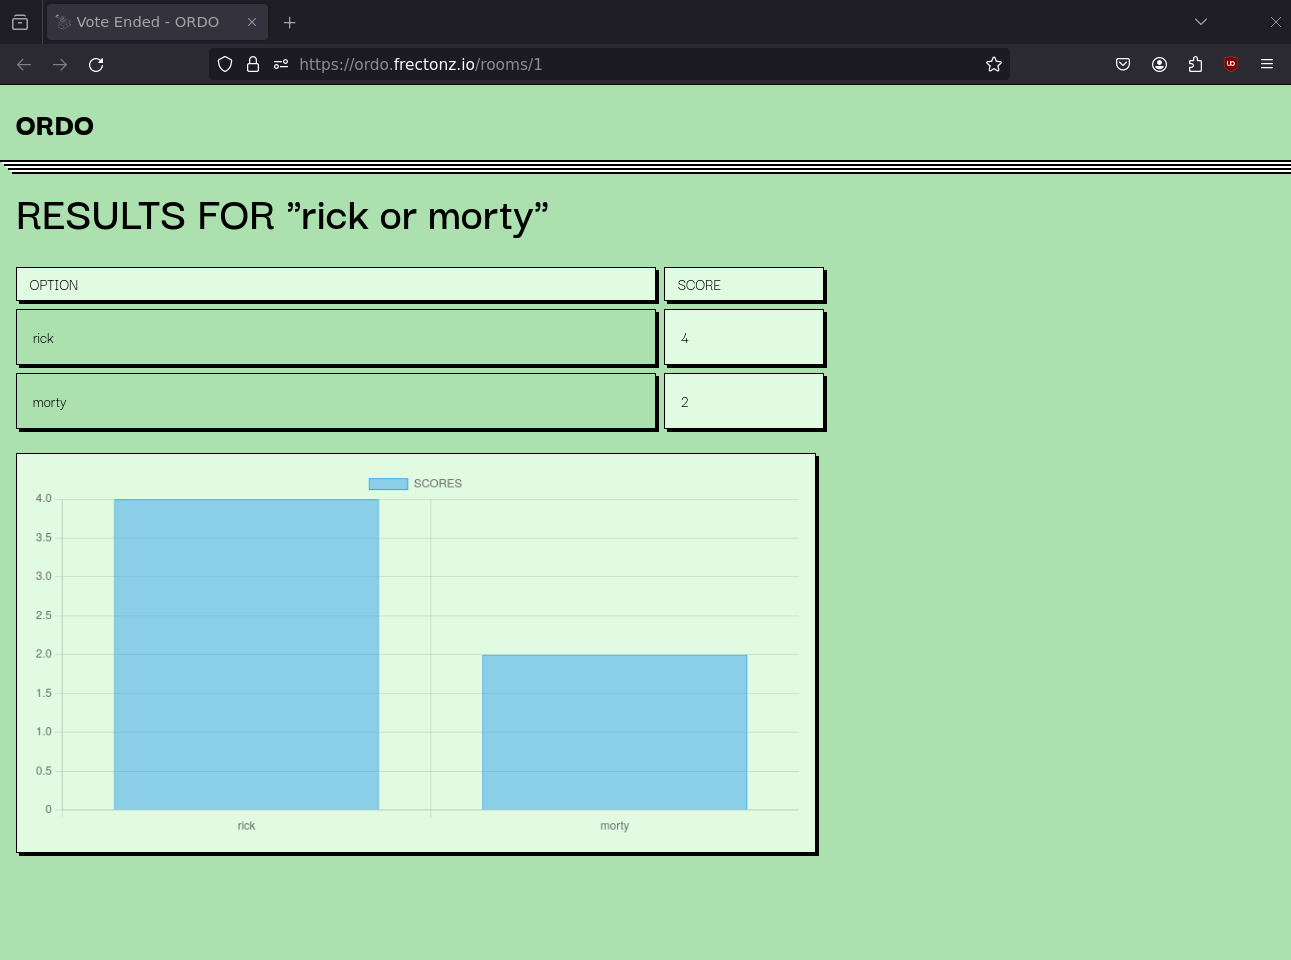 Vote Ended - ORDO
https://ordo.frectonz.io/rooms/1
ORDO
RESULTS FOR ”rick or morty”
OPTION SCORE
rick 4
morty 2
SCORES
4.0
3.5
3.0
2.5
2.0
1.5
1.0
0.5
0
rick morty